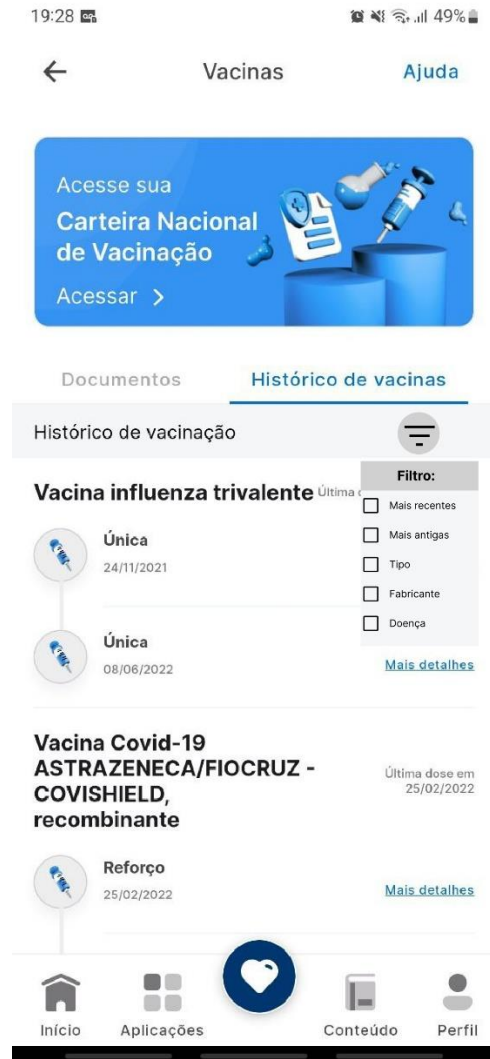 19:28
49%
Vacinas
Ajuda
Acesse sua
Carteira Nacional
de Vacinação
Acessar >
Documentos
Histórico de vacinas
Histórico de vacinação
Filtro:
Mais recentes
Mais antigas
Tipo
Fabricante
Doença
Vacina influenza trivalente Última
Única
24/11/2021
Única
08/06/2022
Mais detalhes
Vacina Covid-19
ASTRAZENECA/FIOCRUZ -
COVISHIELD,
recombinante
Última dose em
25/02/2022
Reforço
25/02/2022
Mais detalhes
Início
Aplicações
Conteúdo
Perfil